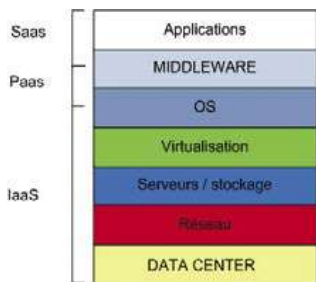 Saas
Applications
MIDDLEWARE
Paas
OS
Virtualisation
IaaS
Serveurs / stockage
Réseau
DATA CENTER